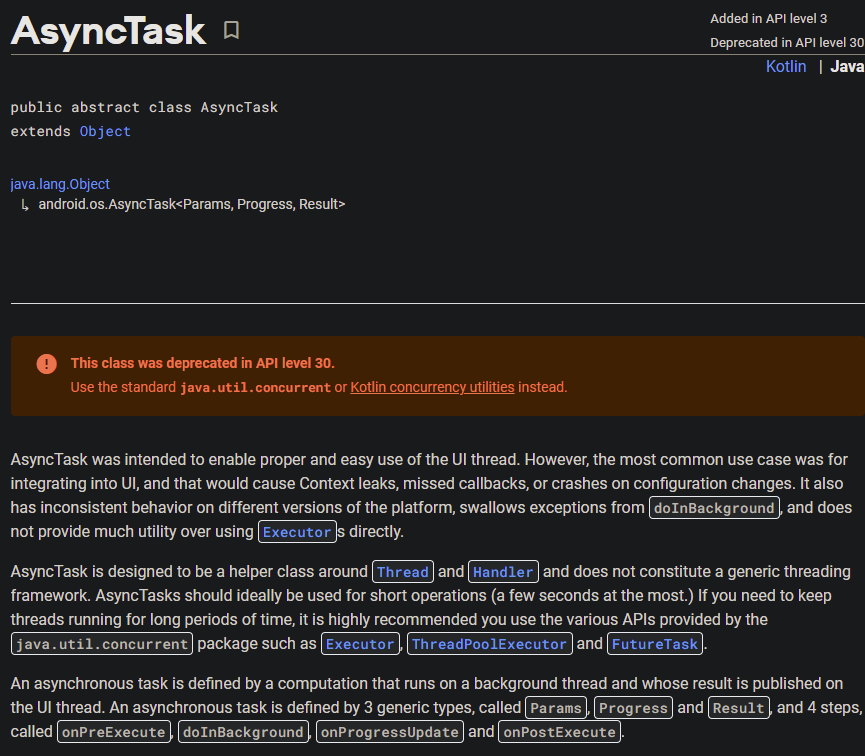 AsyncTask
Added in API level 3
Deprecated in API level 30
Kotlin | Java
public abstract class AsyncTask
extends Object
java.lang.Object
↳ android.os.AsyncTask<Params, Progress, Result>
This class was deprecated in API level 30.
Use the standard java.util.concurrent or Kotlin concurrency utilities instead.
AsyncTask was intended to enable proper and easy use of the UI thread. However, the most common use case was for
integrating into UI, and that would cause Context leaks, missed callbacks, or crashes on configuration changes. It also
has inconsistent behavior on different versions of the platform, swallows exceptions from doInBackground, and does
not provide much utility over using Executors directly.
AsyncTask is designed to be a helper class around Thread and Handler and does not constitute a generic threading
framework. AsyncTasks should ideally be used for short operations (a few seconds at the most.) If you need to keep
threads running for long periods of time, it is highly recommended you use the various APIs provided by the
java.util.concurrent package such as Executor, ThreadPoolExecutor and FutureTask.
An asynchronous task is defined by a computation that runs on a background thread and whose result is published on
the UI thread. An asynchronous task is defined by 3 generic types, called Params, Progress and Result, and 4 steps,
called onPreExecute, doInBackground, onProgressUpdate and onPostExecute.